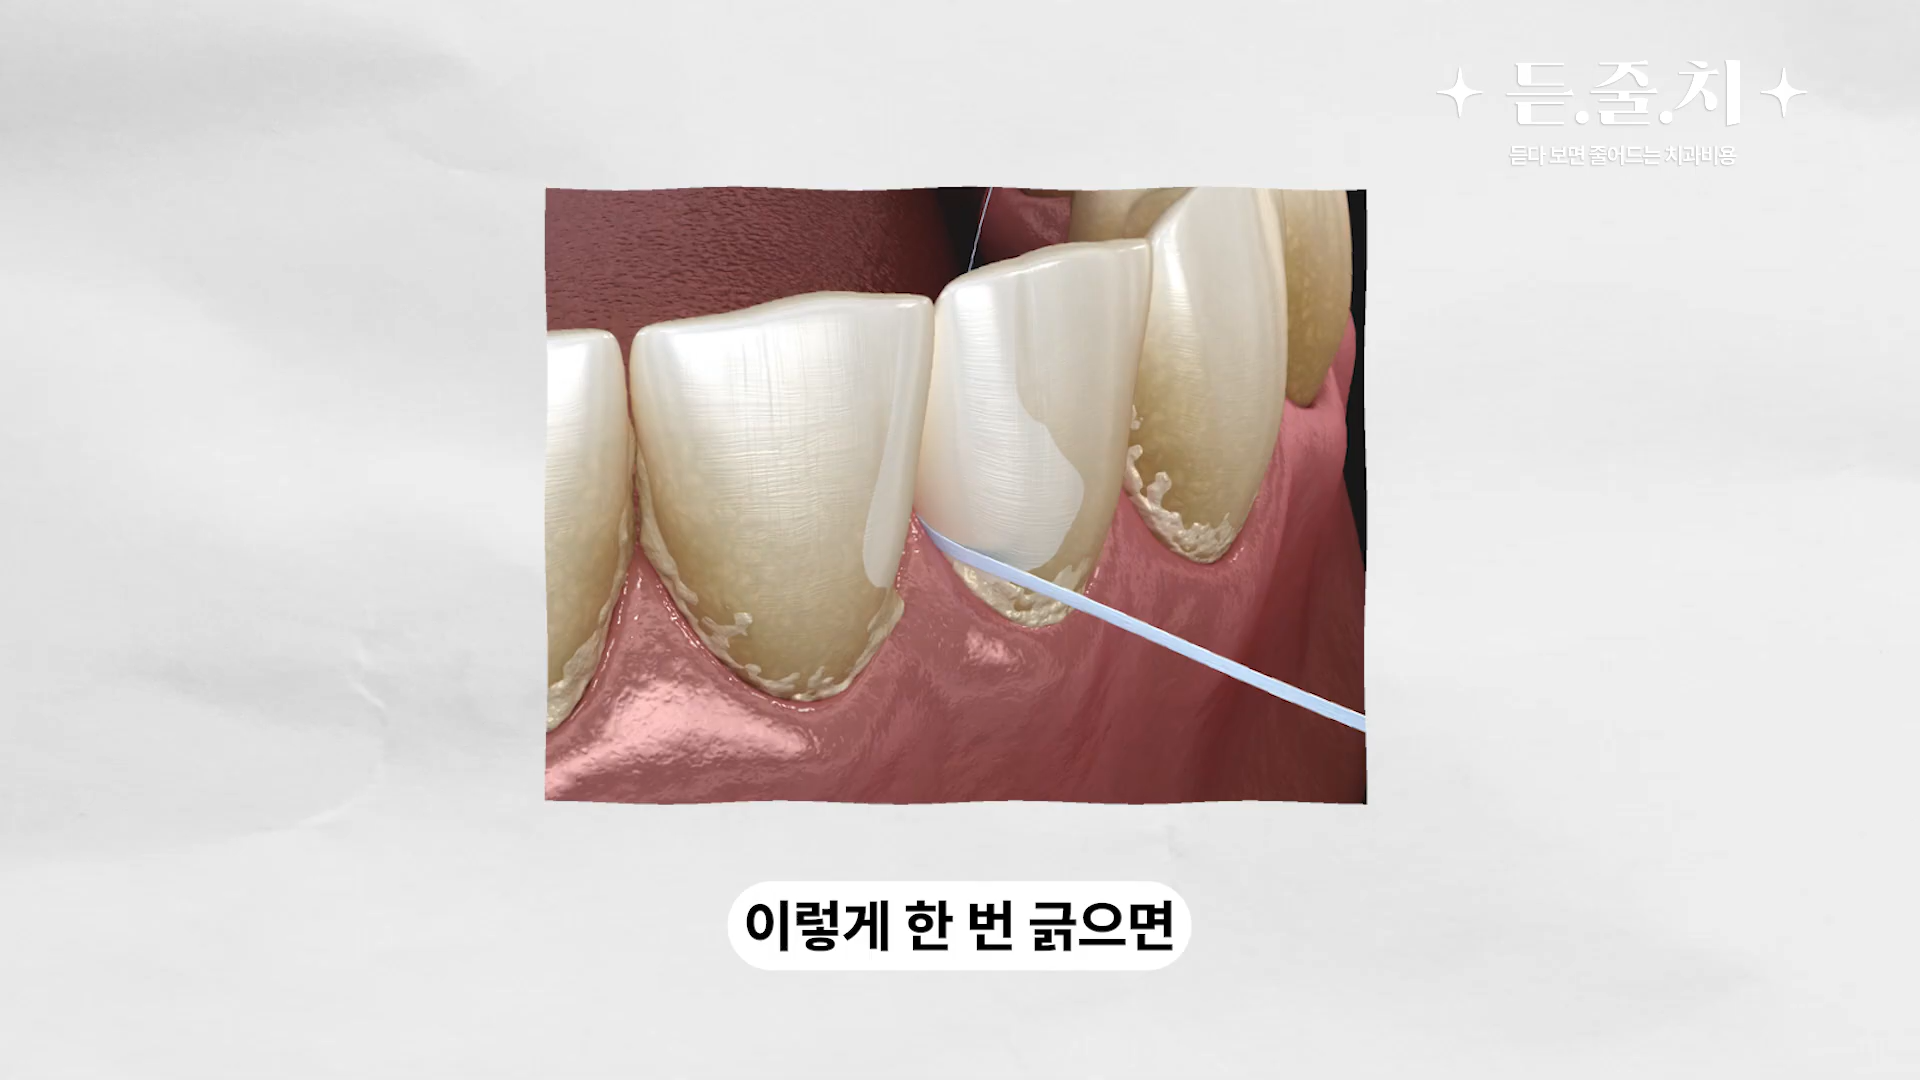 듣.줄.치
듣다 보면 줄어드는 치과비용
이렇게 한 번 긁으면